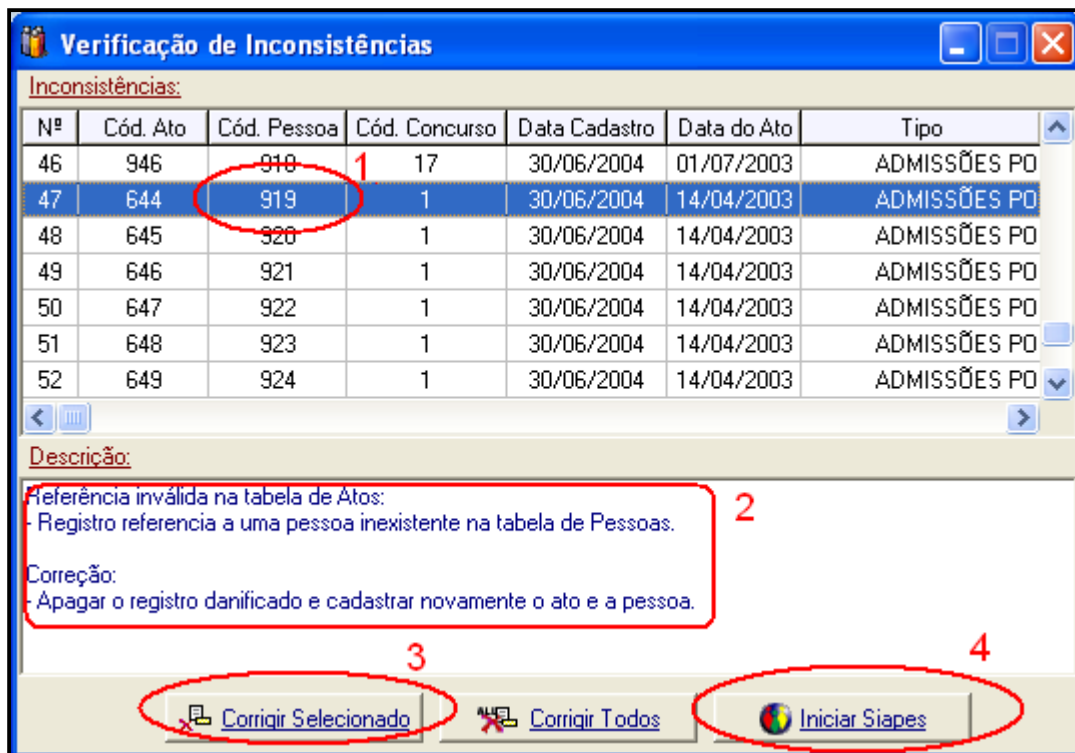 Verificação de Inconsistências
Inconsistências:
Nº Cód. Ato Cód. Pessoa Cód. Concurso Data Cadastro Data do Ato Tipo
46 946 918 17 30/06/2004 01/07/2003 ADMISSÕES PO
1
47 644 919 1 30/06/2004 14/04/2003 ADMISSÕES PO
48 645 920 1 30/06/2004 14/04/2003 ADMISSÕES PO
49 646 921 1 30/06/2004 14/04/2003 ADMISSÕES PO
50 647 922 1 30/06/2004 14/04/2003 ADMISSÕES PO
51 648 923 1 30/06/2004 14/04/2003 ADMISSÕES PO
52 649 924 1 30/06/2004 14/04/2003 ADMISSÕES PO
Descrição:
Referência inválida na tabela de Atos:
- Registro referencia a uma pessoa inexistente na tabela de Pessoas.
2
Correção:
- Apagar o registro danificado e cadastrar novamente o ato e a pessoa.
3
4
Corrigir Selecionado
Corrigir Todos
Iniciar Siapes